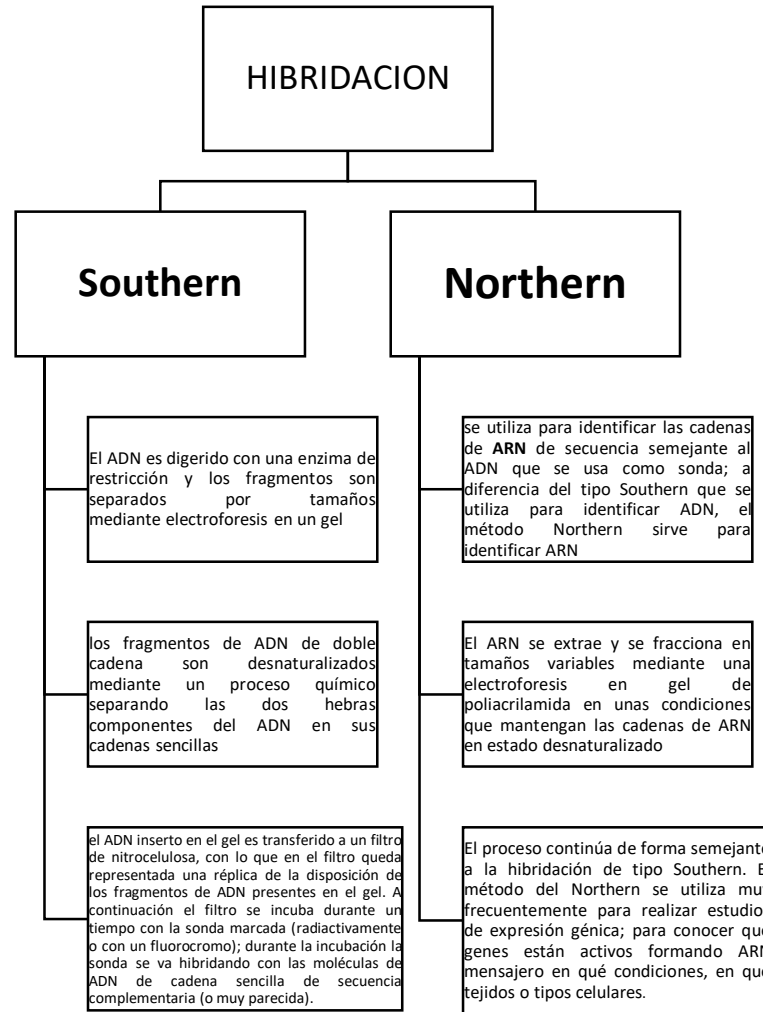 HIBRIDACION
Southern
El ADN es digerido con una enzima de
restricción y los fragmentos son
separados por tamaños
mediante electroforesis en un gel
los fragmentos de ADN de doble
cadena son desnaturalizados
mediante un proceso químico
separando las dos hebras
componentes del ADN en sus
cadenas sencillas
el ADN inserto en el gel es transferido a un filtro
de nitrocelulosa, con lo que en el filtro queda
representada una réplica de la disposición de
los fragmentos de ADN presentes en el gel. A
continuación el filtro se incuba durante un
tiempo con la sonda marcada (radiactivamente
o con un fluorocromo); durante la incubación la
sonda se va hibridando con las moléculas de
ADN de cadena sencilla de secuencia
complementaria (o muy parecida).
Northern
se utiliza para identificar las cadenas
de ARN de secuencia semejante al
ADN que se usa como sonda; a
diferencia del tipo Southern que se
utiliza para identificar ADN, el
método Northern sirve para
identificar ARN
El ARN se extrae y se fracciona en
tamaños variables mediante una
electroforesis en gel de
poliacrilamida en unas condiciones
que mantengan las cadenas de ARN
en estado desnaturalizado
El proceso continúa de forma semejante
a la hibridación de tipo Southern.
método del Northern se utiliza
frecuentemente para realizar
de expresión génica; para conocer
genes están activos formando
mensajero en qué condiciones, en
tejidos o tipos celulares.